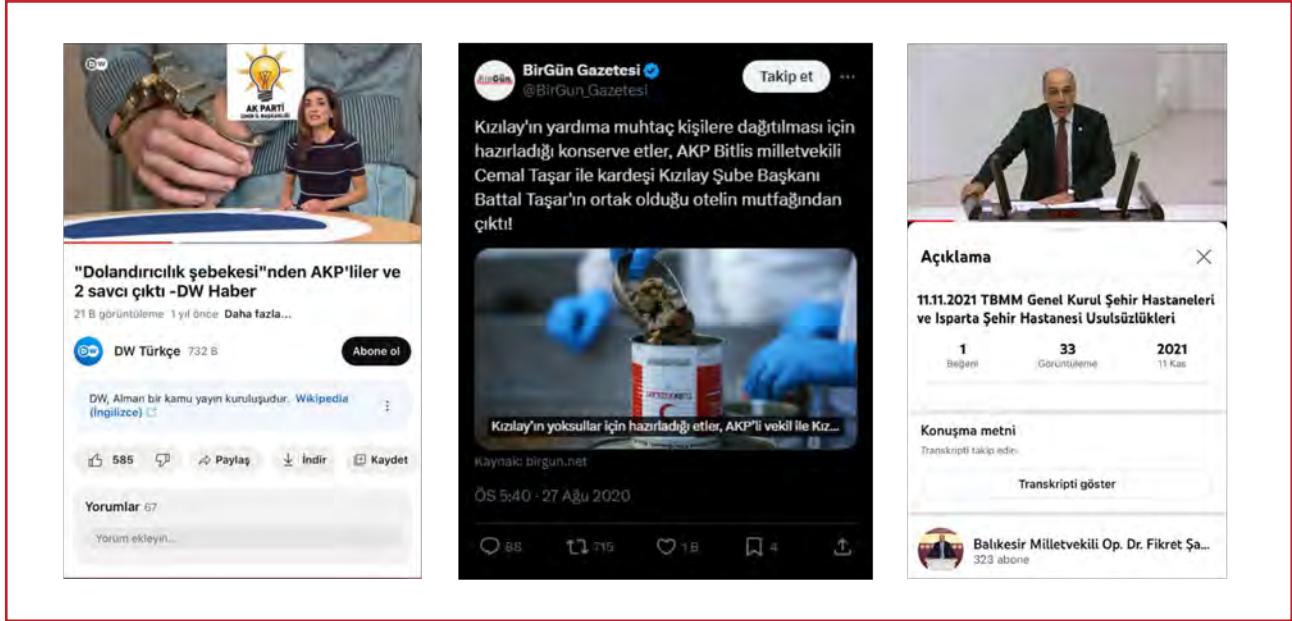 DW
AK PARTİ
İZMİR İL BAŞKANLIĞI
"Dolandırıcılık şebekesi"nden AKP'liler ve
2 savcı çıktı -DW Haber
21 B görüntüleme 1 yıl önce Daha fazla...
DW Türkçe 732 B
Abone ol
DW, Alman bir kamu yayın kuruluşudur. Wikipedia
(İngilizce)
585 Paylaş İndir Kaydet
Yorumlar 67
Yorum ekleyin...
BirGün
BirGün Gazetesi
@BirGun_Gazetesi
Takip et
Kızılay'ın yardıma muhtaç kişilere dağıtılması için
hazırladığı konserve etler, AKP Bitlis milletvekili
Cemal Taşar ile kardeşi Kızılay Şube Başkanı
Battal Taşar'ın ortak olduğu otelin mutfağından
çıktı!
Kızılay'ın yoksullar için hazırladığı etler, AKP'li vekil ile Kız...
Kaynak: birgun.net
ÖS 5:40 · 27 Ağu 2020
88 715 1 B 4
Açıklama
11.11.2021 TBMM Genel Kurul Şehir Hastaneleri
ve Isparta Şehir Hastanesi Usulsüzlükleri
1 33 2021
Beğeni Görüntüleme 11 Kas
Konuşma metni
Transkripti takip edin.
Transkripti göster
Balıkesir Milletvekili Op. Dr. Fikret Şa...
323 abone